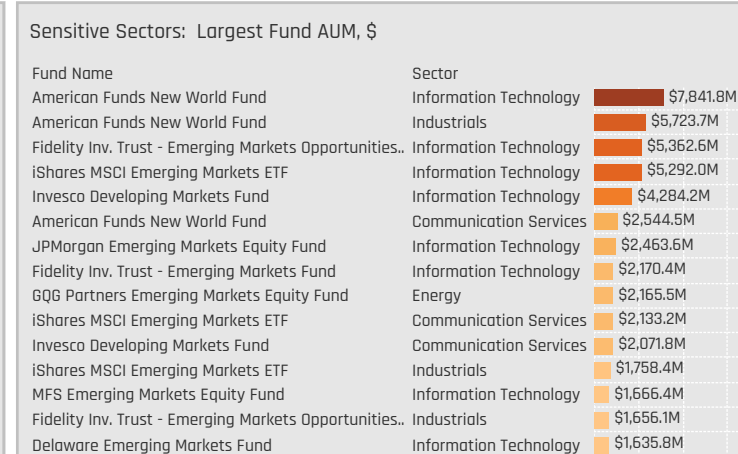 Sensitive Sectors: Largest Fund AUM, $
Fund Name Sector
American Funds New World Fund Information Technology $7,841.8M
American Funds New World Fund Industrials $5,723.7M
Fidelity Inv. Trust - Emerging Markets Opportunities.. Information Technology $5,362.6M
iShares MSCI Emerging Markets ETF Information Technology $5,292.0M
Invesco Developing Markets Fund Information Technology $4,284.2M
American Funds New World Fund Communication Services $2,544.5M
JPMorgan Emerging Markets Equity Fund Information Technology $2,463.6M
Fidelity Inv. Trust - Emerging Markets Fund Information Technology $2,170.4M
GQG Partners Emerging Markets Equity Fund Energy $2,165.5M
iShares MSCI Emerging Markets ETF Communication Services $2,133.2M
Invesco Developing Markets Fund Communication Services $2,071.8M
iShares MSCI Emerging Markets ETF Industrials $1,758.4M
MFS Emerging Markets Equity Fund Information Technology $1,666.4M
Fidelity Inv. Trust - Emerging Markets Opportunities.. Industrials $1,656.1M
Delaware Emerging Markets Fund Information Technology $1,635.8M